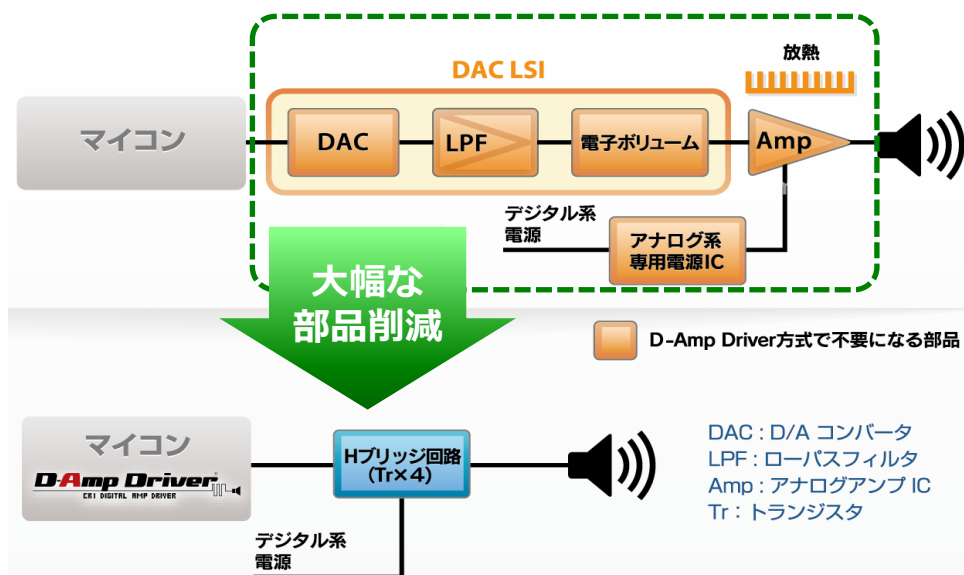 放熱
DAC LSI
マイコン
DAC
LPF
電子ボリューム
Amp
デジタル系
電源
アナログ系
専用電源IC
大幅な
部品削減
D-Amp Driver方式で不要になる部品
マイコン
D-Amp Driver
CRI DIGITAL AMP DRIVER
Hブリッジ回路
(Tr×4)
デジタル系
電源
DAC : D/A コンバータ
LPF : ローパスフィルタ
Amp : アナログアンプ IC
Tr : トランジスタ